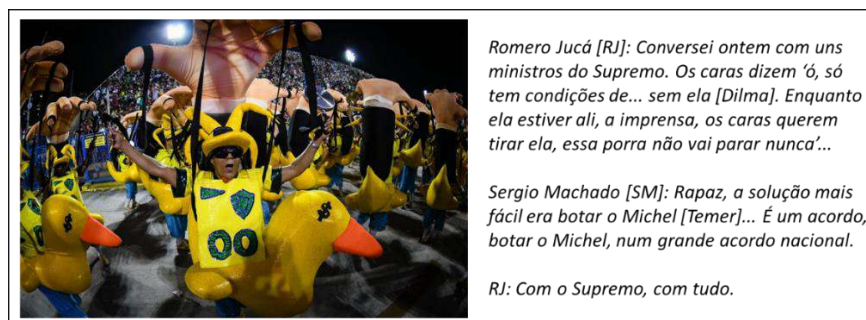 Romero Jucá [RJ]: Conversei ontem com uns
ministros do Supremo. Os caras dizem ‘ó, só
tem condições de... sem ela [Dilma]. Enquanto
ela estiver ali, a imprensa, os caras querem
tirar ela, essa porra não vai parar nunca’...
Sergio Machado [SM]: Rapaz, a solução mais
fácil era botar o Michel [Temer]... É um acordo,
botar o Michel, num grande acordo nacional.
RJ: Com o Supremo, com tudo.
00